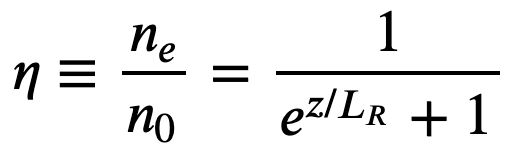 η ≡ n_e / n_0 = 1 / (e^{z/L_R} + 1)